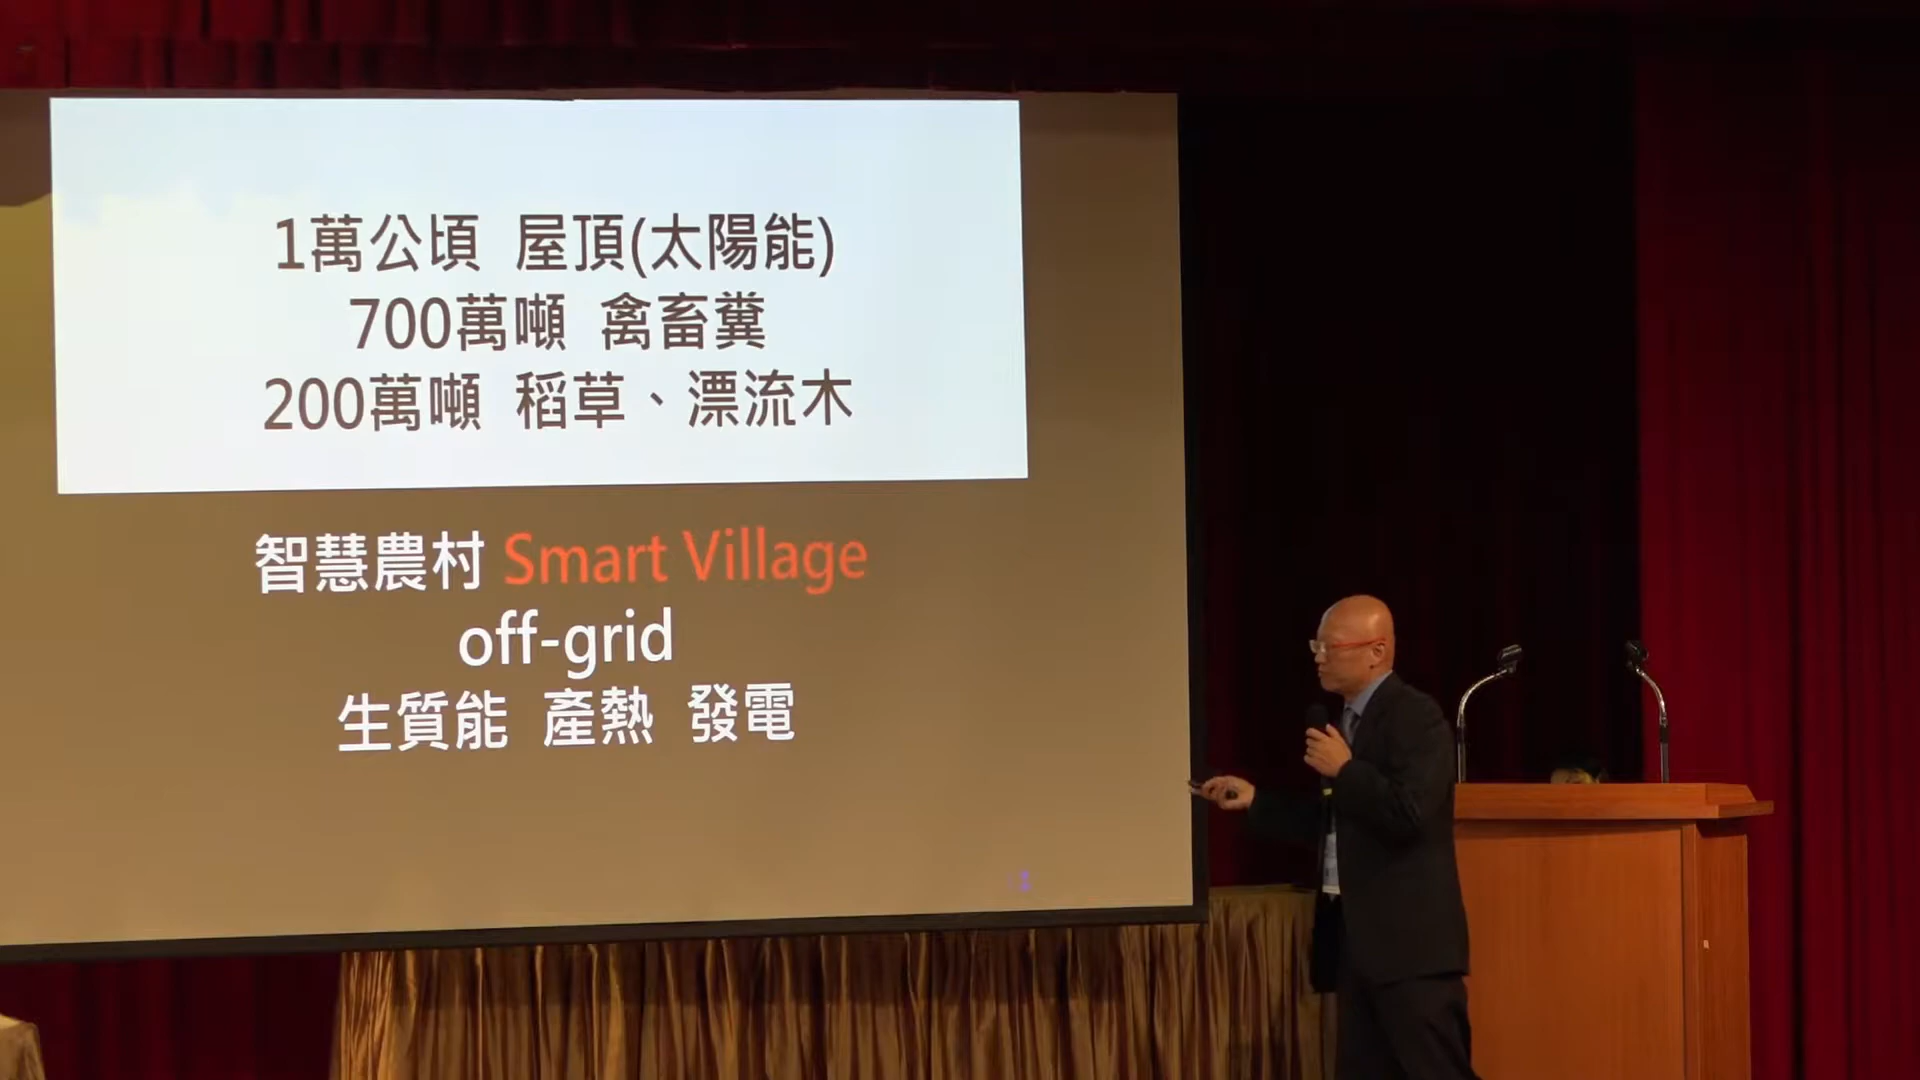 1萬公頃 屋頂(太陽能)
700萬噸 禽畜糞
200萬噸 稻草、漂流木
智慧農村 Smart Village
off-grid
生質能 產熱 發電